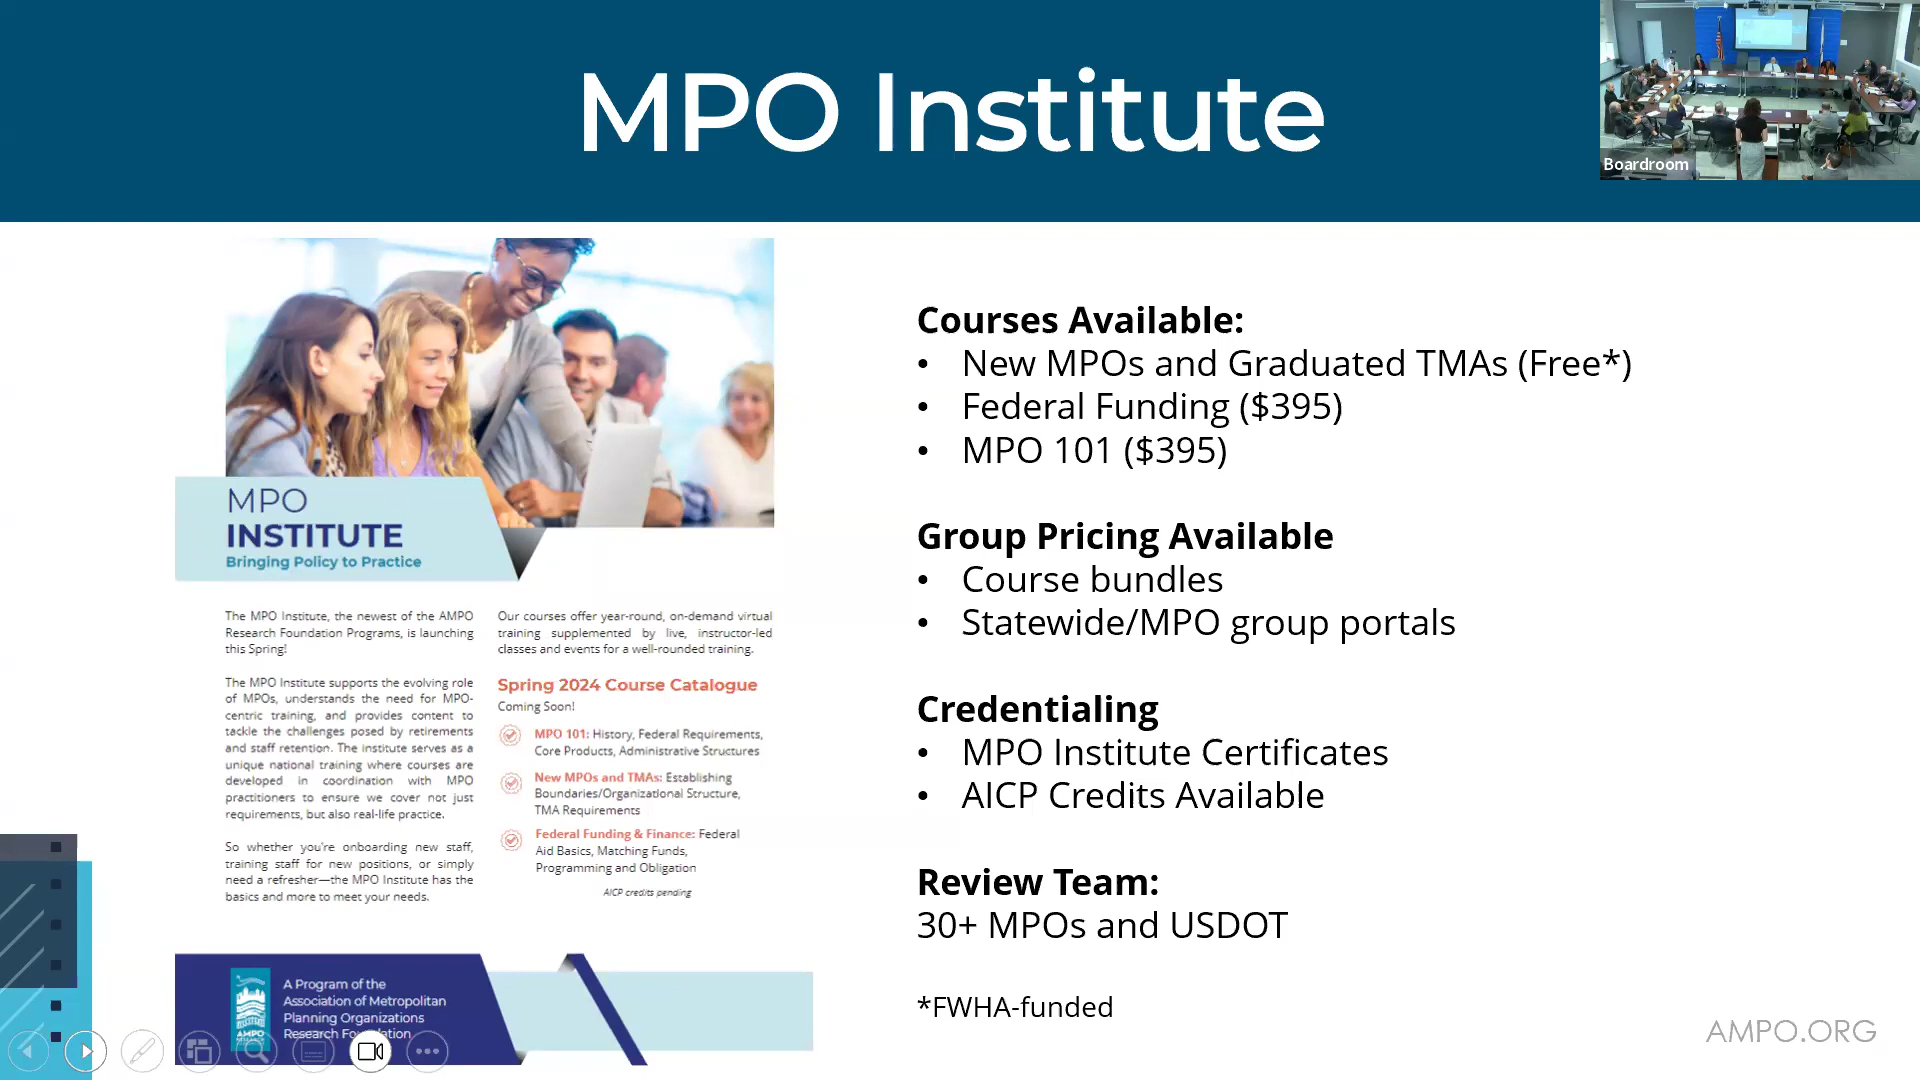 MPO Institute
Boardroom
MPO
INSTITUTE
Bringing Policy to Practice
The MPO Institute, the newest of the AMPO
Research Foundation Programs, is launching
this Spring!
The MPO Institute supports the evolving role
of MPOs, understands the need for MPO-
centric training, and provides content to
tackle the challenges posed by retirements
and staff retention. The institute serves as a
unique national training where courses are
developed in coordination with MPO
practitioners to ensure we cover not just
requirements, but also real-life practice.
So whether you're onboarding new staff,
training staff for new positions, or simply
need a refresher—the MPO Institute has the
basics and more to meet your needs.
Our courses offer year-round, on-demand virtual
training supplemented by live, instructor-led
classes and events for a well-rounded training.
Spring 2024 Course Catalogue
Coming Soon!
MPO 101: History, Federal Requirements,
Core Products, Administrative Structures
New MPOs and TMAs: Establishing
Boundaries/Organizational Structure,
TMA Requirements
Federal Funding & Finance: Federal
Aid Basics, Matching Funds,
Programming and Obligation
AICP credits pending
A Program of the
Association of Metropolitan
Planning Organizations
Research Foundation
AMPO
Courses Available:
• New MPOs and Graduated TMAs (Free*)
• Federal Funding ($395)
• MPO 101 ($395)
Group Pricing Available
• Course bundles
• Statewide/MPO group portals
Credentialing
• MPO Institute Certificates
• AICP Credits Available
Review Team:
30+ MPOs and USDOT
*FWHA-funded
AMPO.ORG